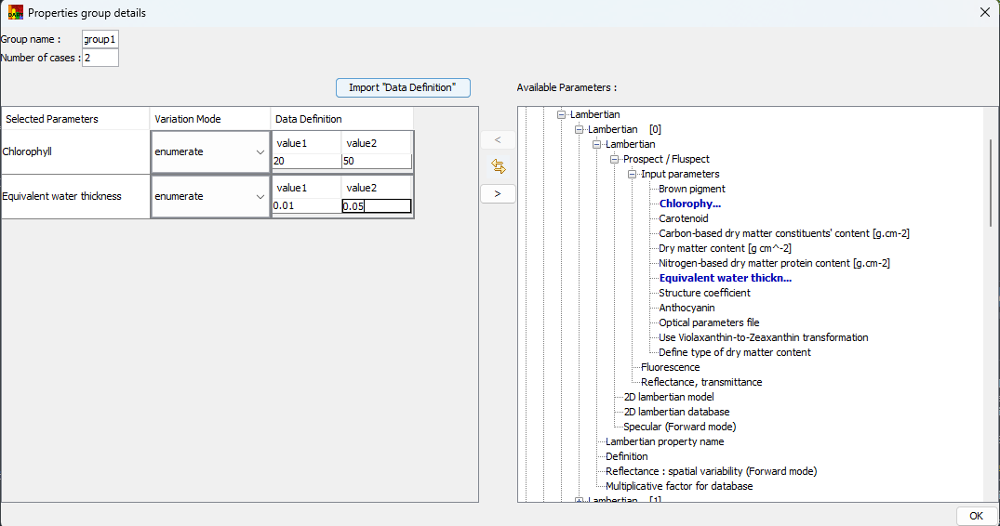 Properties group details
Group name : group1
Number of cases : 2
Import "Data Definition"
Available Parameters :
Selected Parameters Variation Mode Data Definition
Chlorophyll enumerate value1 value2
20 50
Equivalent water thickness enumerate value1 value2
0.01 0.05
<
>
Lambertian
Lambertian [0]
Lambertian
Prospect / Fluspect
Input parameters
Brown pigment
Chlorophy...
Carotenoid
Carbon-based dry matter constituents' content [g.cm-2]
Dry matter content [g cm^-2]
Nitrogen-based dry matter protein content [g.cm-2]
Equivalent water thickn...
Structure coefficient
Anthocyanin
Optical parameters file
Use Violaxanthin-to-Zeaxanthin transformation
Define type of dry matter content
Fluorescence
Reflectance, transmittance
2D lambertian model
2D lambertian database
Specular (Forward mode)
Lambertian property name
Definition
Reflectance : spatial variability (Forward mode)
Multiplicative factor for database
Lambertian [1]
OK